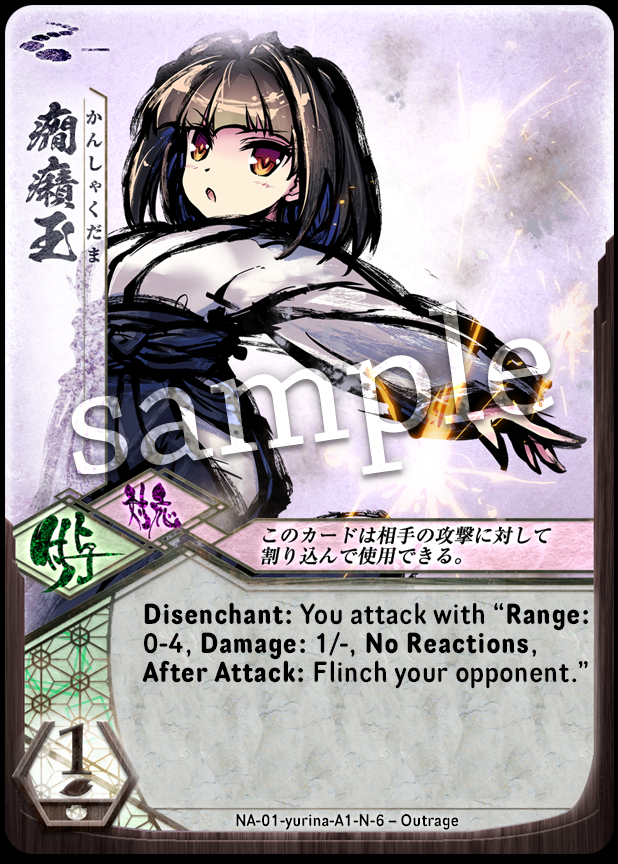 癇癪玉
かんしゃくだま
sample
対応
付与
このカードは相手の攻撃に対して
割り込んで使用できる。
Disenchant: You attack with “Range:
0-4, Damage: 1/-, No Reactions,
After Attack: Flinch your opponent.”
1
NA-01-yurina-A1-N-6 – Outrage